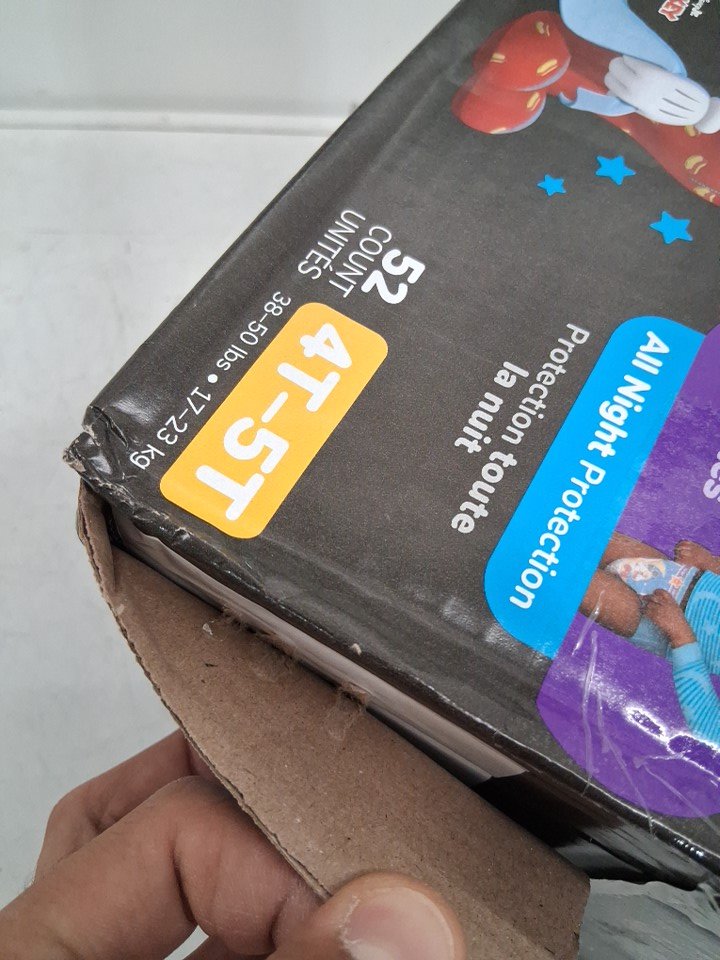 52
COUNT
UNITÉS
4T-5T
38-50 lbs • 17-23 kg
All Night Protection
Protection toute
la nuit